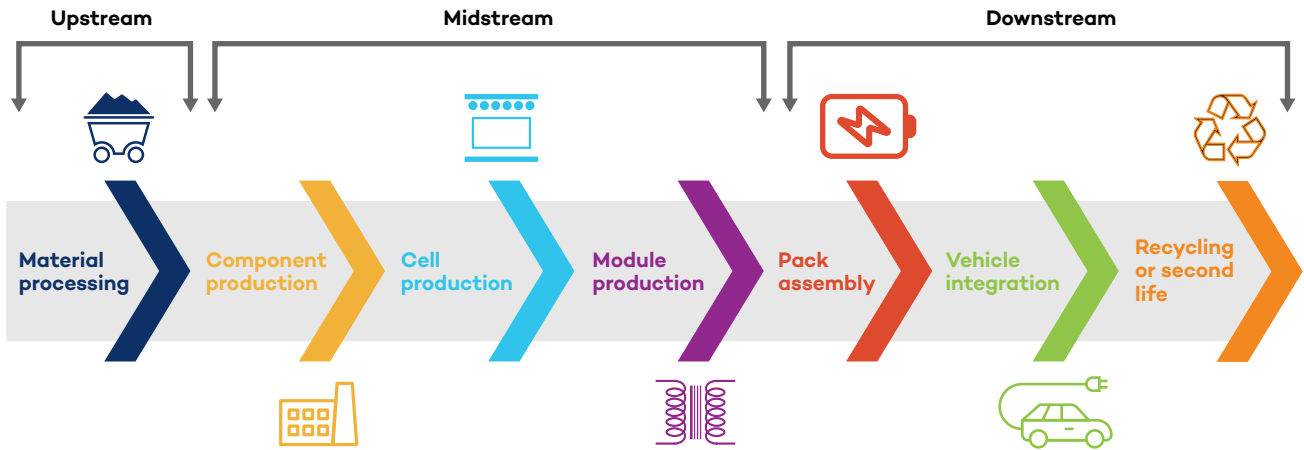 Upstream
Midstream
Downstream
Material
processing
Component
production
Cell
production
Module
production
Pack
assembly
Vehicle
integration
Recycling
or second
life